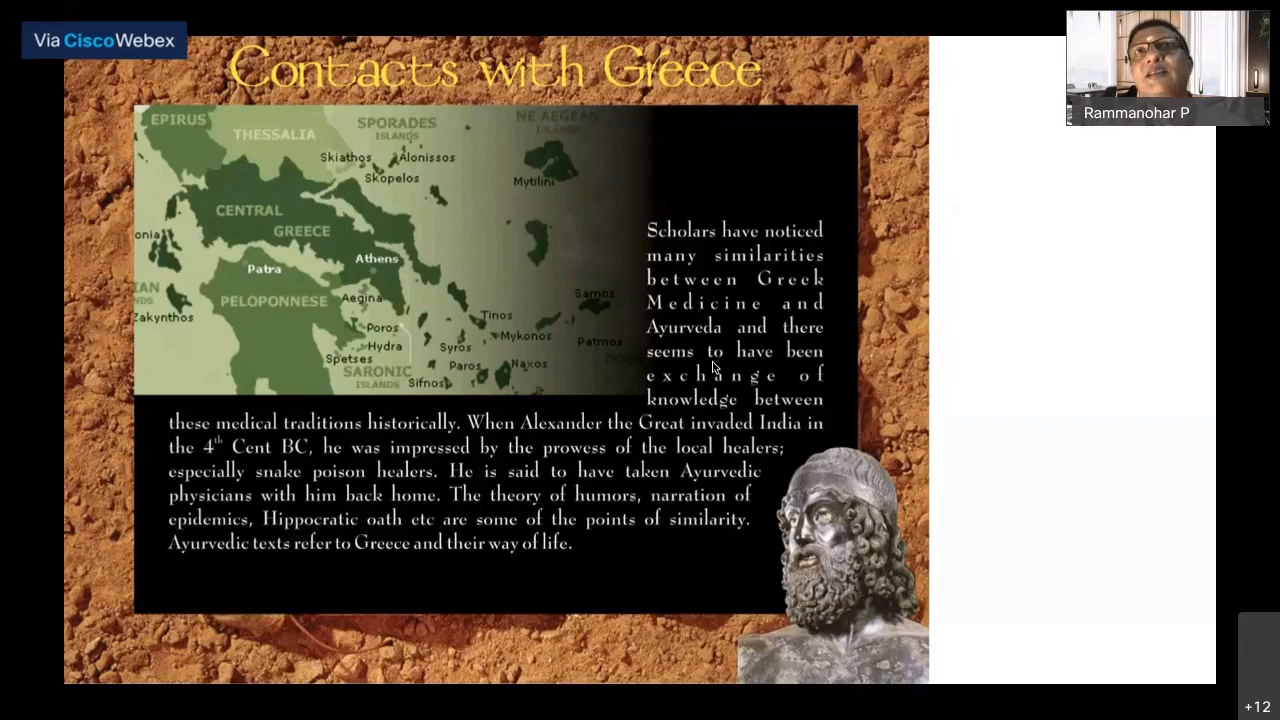 Via CiscoWebex
Contacts with Greece
Rammanohar P
EPIRUS
THESSALIA
SPORADES
ISLANDS
NE AEGEAN
ISLANDS
Skiathos
Alonissos
Skopelos
Mytilini
CENTRAL
GREECE
onia
Athens
Patra
IAN
NDS
PELOPONNESE
Aegina
Samos
Zakynthos
Poros
Tinos
Mykonos
Hydra
Syros
Patmos
Spetses
Paros
Naxos
SARONIC
ISLANDS
Sifnos
Scholars have noticed
many similarities
between Greek
Medicine and
Ayurveda and there
seems to have been
exchange of
knowledge between
these medical traditions historically. When Alexander the Great invaded India in
the 4th Cent BC, he was impressed by the prowess of the local healers;
especially snake poison healers. He is said to have taken Ayurvedic
physicians with him back home. The theory of humors, narration of
epidemics, Hippocratic oath etc are some of the points of similarity.
Ayurvedic texts refer to Greece and their way of life.
+12